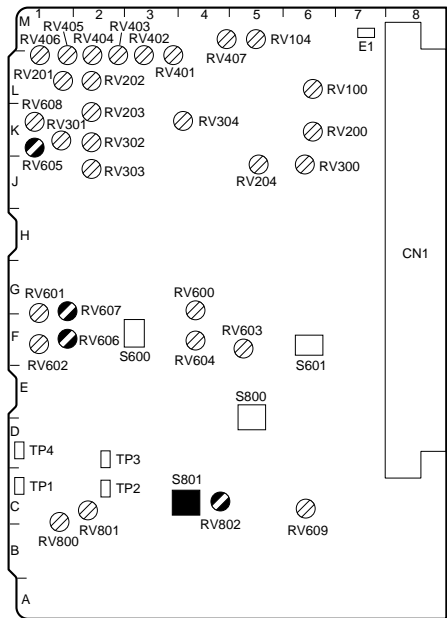 M 1 2 3 4 5 6 7 8
RV405 RV403
RV406 RV404 RV402 RV407 RV104 E1
RV401
L RV201 RV202 RV100
RV608 RV203
K RV301 RV304
RV302 RV200
RV605
J RV303 RV204 RV300
H
CN1
G RV601 RV607 RV600
F RV606 RV603
RV602 S600 RV604 S601
E
S800
D
TP4 TP3
S801
TP1 TP2
C
RV801 RV802 RV609
RV800
B
A